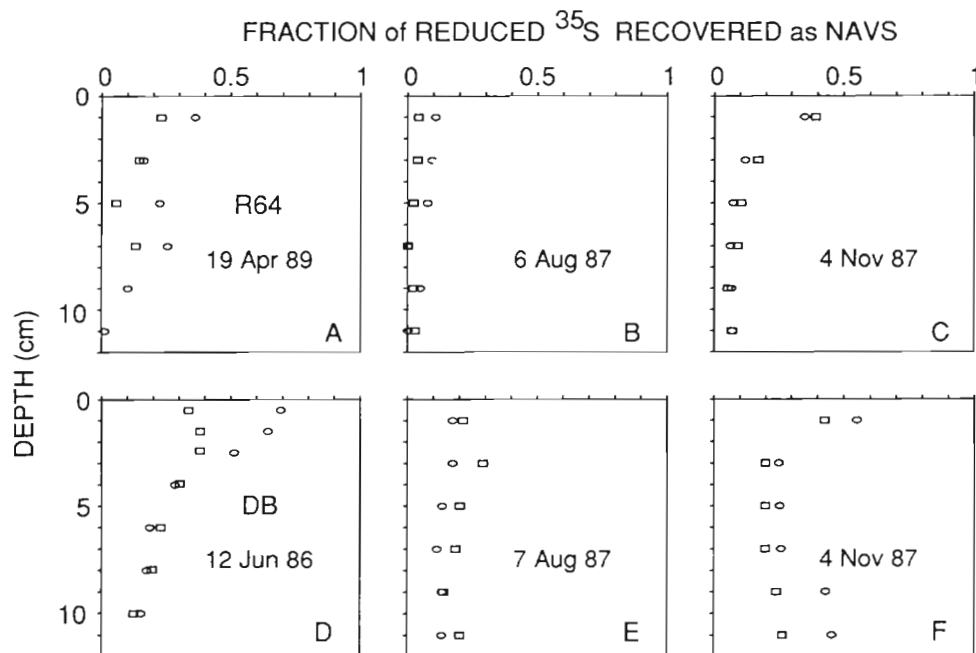 FRACTION of REDUCED ³⁵S RECOVERED as NAVS
0 0.5 1 0 0.5 1 0 0.5 1
DEPTH (cm)
0
5
10
R64
19 Apr 89
A
6 Aug 87
B
4 Nov 87
C
0
5
10
DB
12 Jun 86
D
7 Aug 87
E
4 Nov 87
F